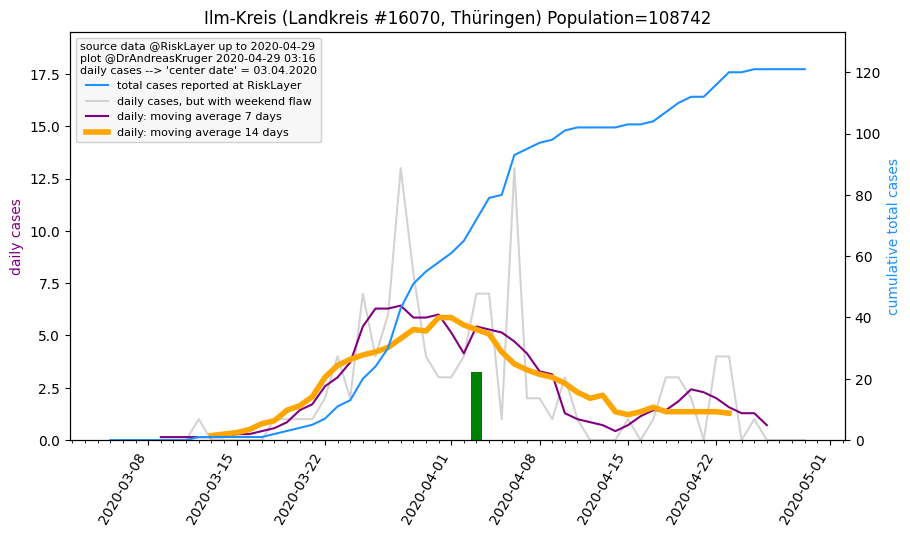 Ilm-Kreis (Landkreis #16070, Thüringen) Population=108742
source data @RiskLayer up to 2020-04-29
plot @DrAndreasKruger 2020-04-29 03:16
daily cases --> 'center date' = 03.04.2020
total cases reported at RiskLayer
daily cases, but with weekend flaw
daily: moving average 7 days
daily: moving average 14 days
daily cases
17.5
15.0
12.5
10.0
7.5
5.0
2.5
0.0
120
100
80
60
40
20
0
cumulative total cases
2020-03-08
2020-03-15
2020-03-22
2020-04-01
2020-04-08
2020-04-15
2020-04-22
2020-05-01